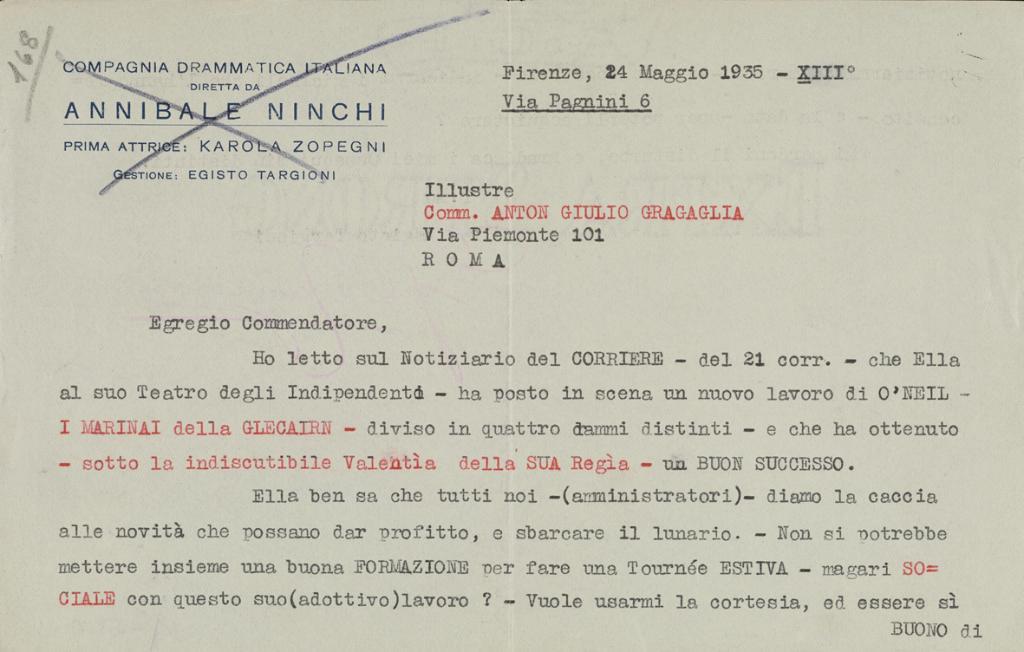 168
COMPAGNIA DRAMMATICA ITALIANA
DIRETTA DA
ANNIBALE NINCHI
PRIMA ATTRICE: KAROLA ZOPEGNI
GESTIONE: EGISTO TARGIONI
Firenze, 24 Maggio 1935 - XIII°
Via Pagnini 6
Illustre
Comm. ANTON GIULIO GRAGAGLIA
Via Piemonte 101
R O M A
Egregio Commendatore,
Ho letto sul Notiziario del CORRIERE - del 21 corr. - che Ella
al suo Teatro degli Indipendenti - ha posto in scena un nuovo lavoro di O'NEIL -
I MARINAI della GLECAIRN - diviso in quattro dammi distinti - e che ha ottenuto
- sotto la indiscutibile Valentìa della SUA Regìa - un BUON SUCCESSO.
Ella ben sa che tutti noi -(amministratori)- diamo la caccia
alle novità che possano dar profitto, e sbarcare il lunario. - Non si potrebbe
mettere insieme una buona FORMAZIONE per fare una Tournée ESTIVA - magari SO=
CIALE con questo suo(adottivo)lavoro ? - Vuole usarmi la cortesia, ed essere sì
BUONO di